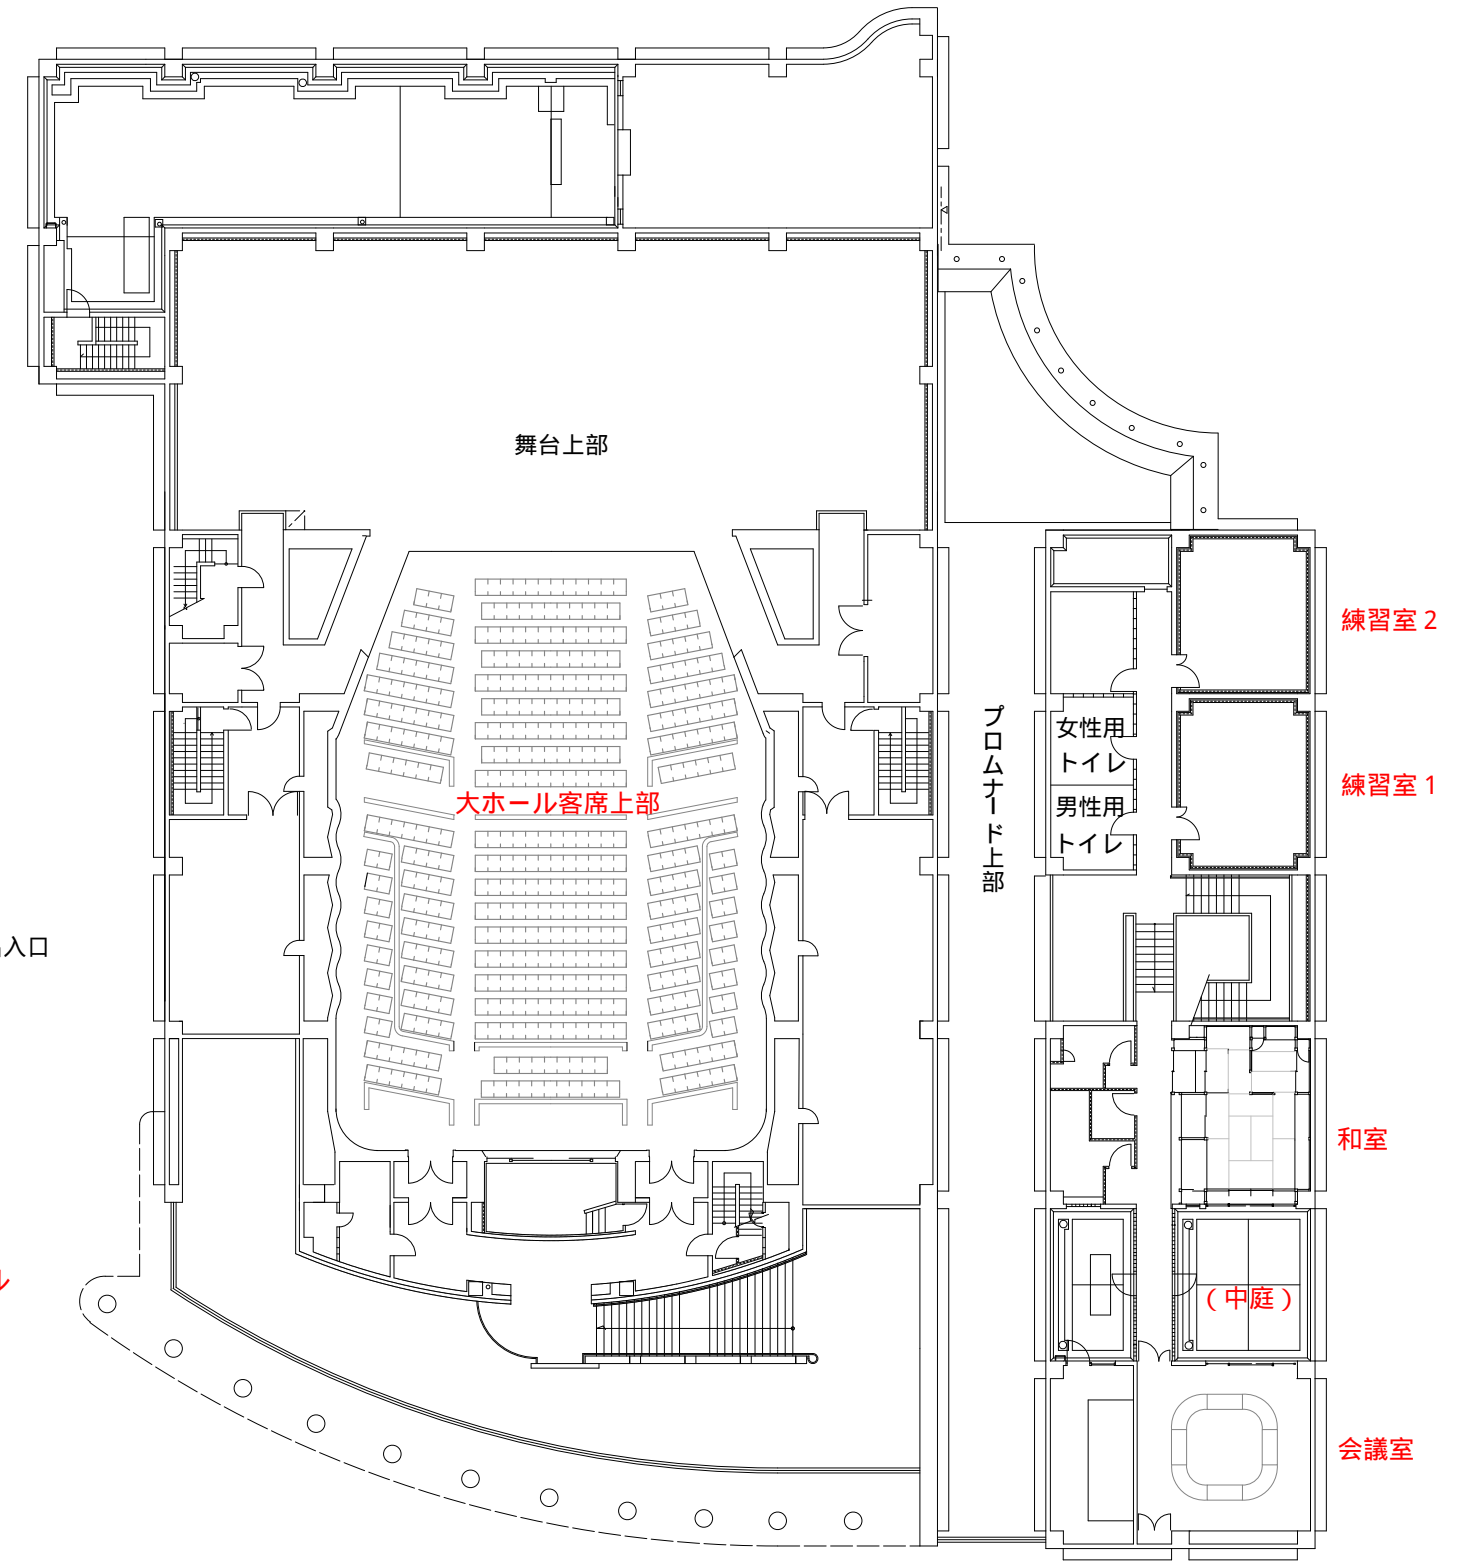 舞台上部
練習室 2
女性用
トイレ
プロムナード上部
練習室 1
大ホール客席上部
男性用
トイレ
入口
和室
ル
（中庭）
会議室